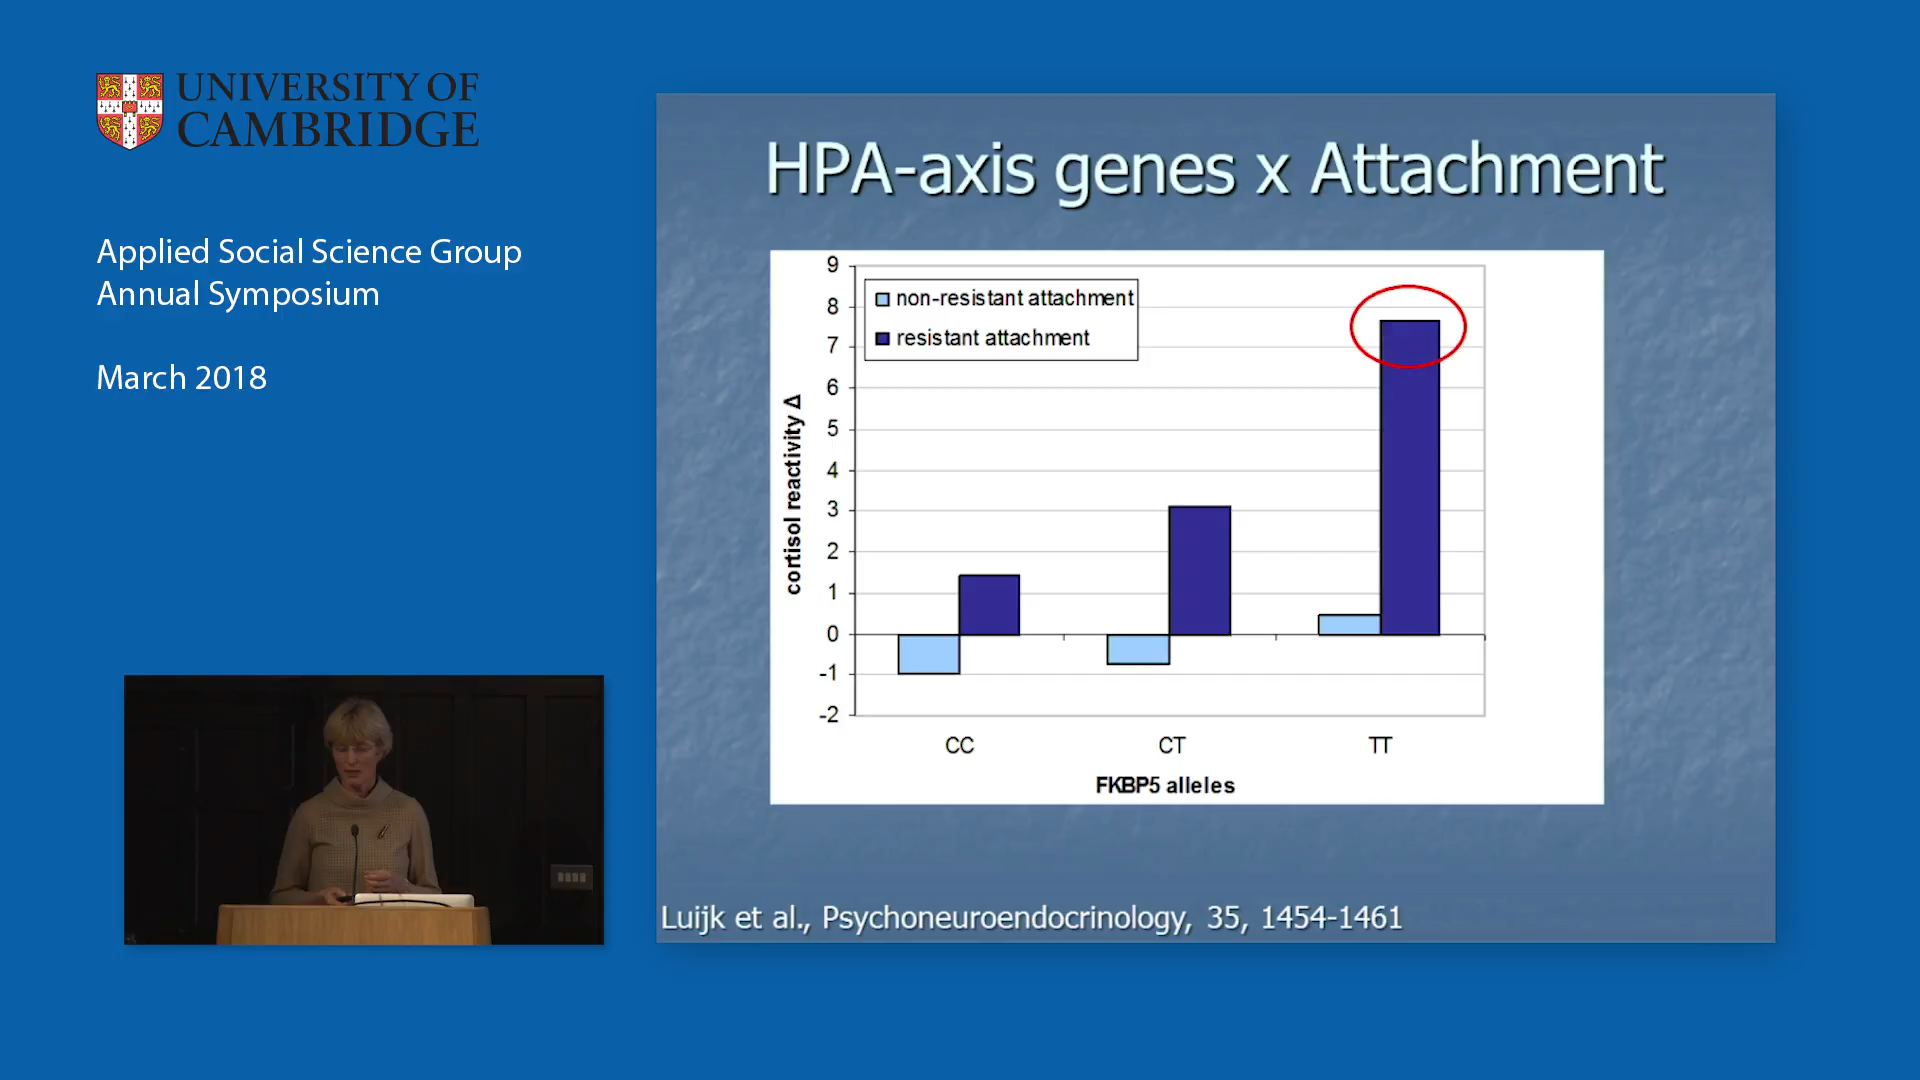 UNIVERSITY OF
CAMBRIDGE
Applied Social Science Group
Annual Symposium
March 2018
HPA-axis genes x Attachment
9
8
7
6
5
4
3
2
1
0
-1
-2
cortisol reactivity Δ
non-resistant attachment
resistant attachment
CC CT TT
FKBP5 alleles
Luijk et al., Psychoneuroendocrinology, 35, 1454-1461